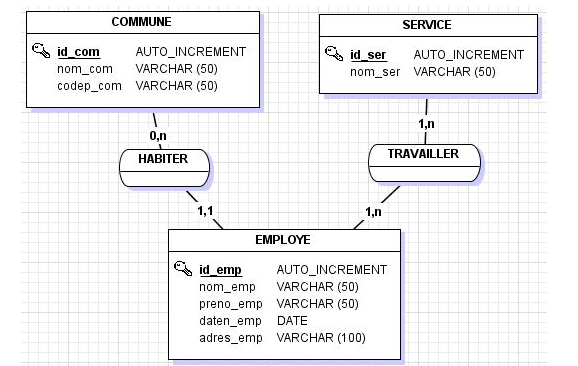 COMMUNE
id_com AUTO_INCREMENT
nom_com VARCHAR (50)
codep_com VARCHAR (50)
SERVICE
id_ser AUTO_INCREMENT
nom_ser VARCHAR (50)
0,n
1,n
HABITER
TRAVAILLER
1,1
1,n
EMPLOYE
id_emp AUTO_INCREMENT
nom_emp VARCHAR (50)
preno_emp VARCHAR (50)
daten_emp DATE
adres_emp VARCHAR (100)